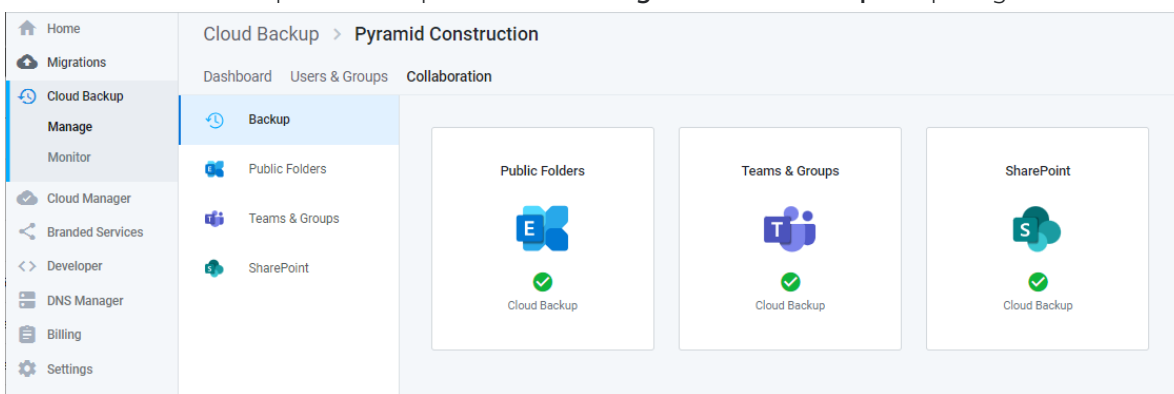 Home
Migrations
Cloud Backup
Manage
Monitor
Cloud Manager
Branded Services
Developer
DNS Manager
Billing
Settings
Cloud Backup > Pyramid Construction
Dashboard Users & Groups Collaboration
Backup
Public Folders
Teams & Groups
SharePoint
Public Folders
E
Cloud Backup
Teams & Groups
T
Cloud Backup
SharePoint
S
Cloud Backup